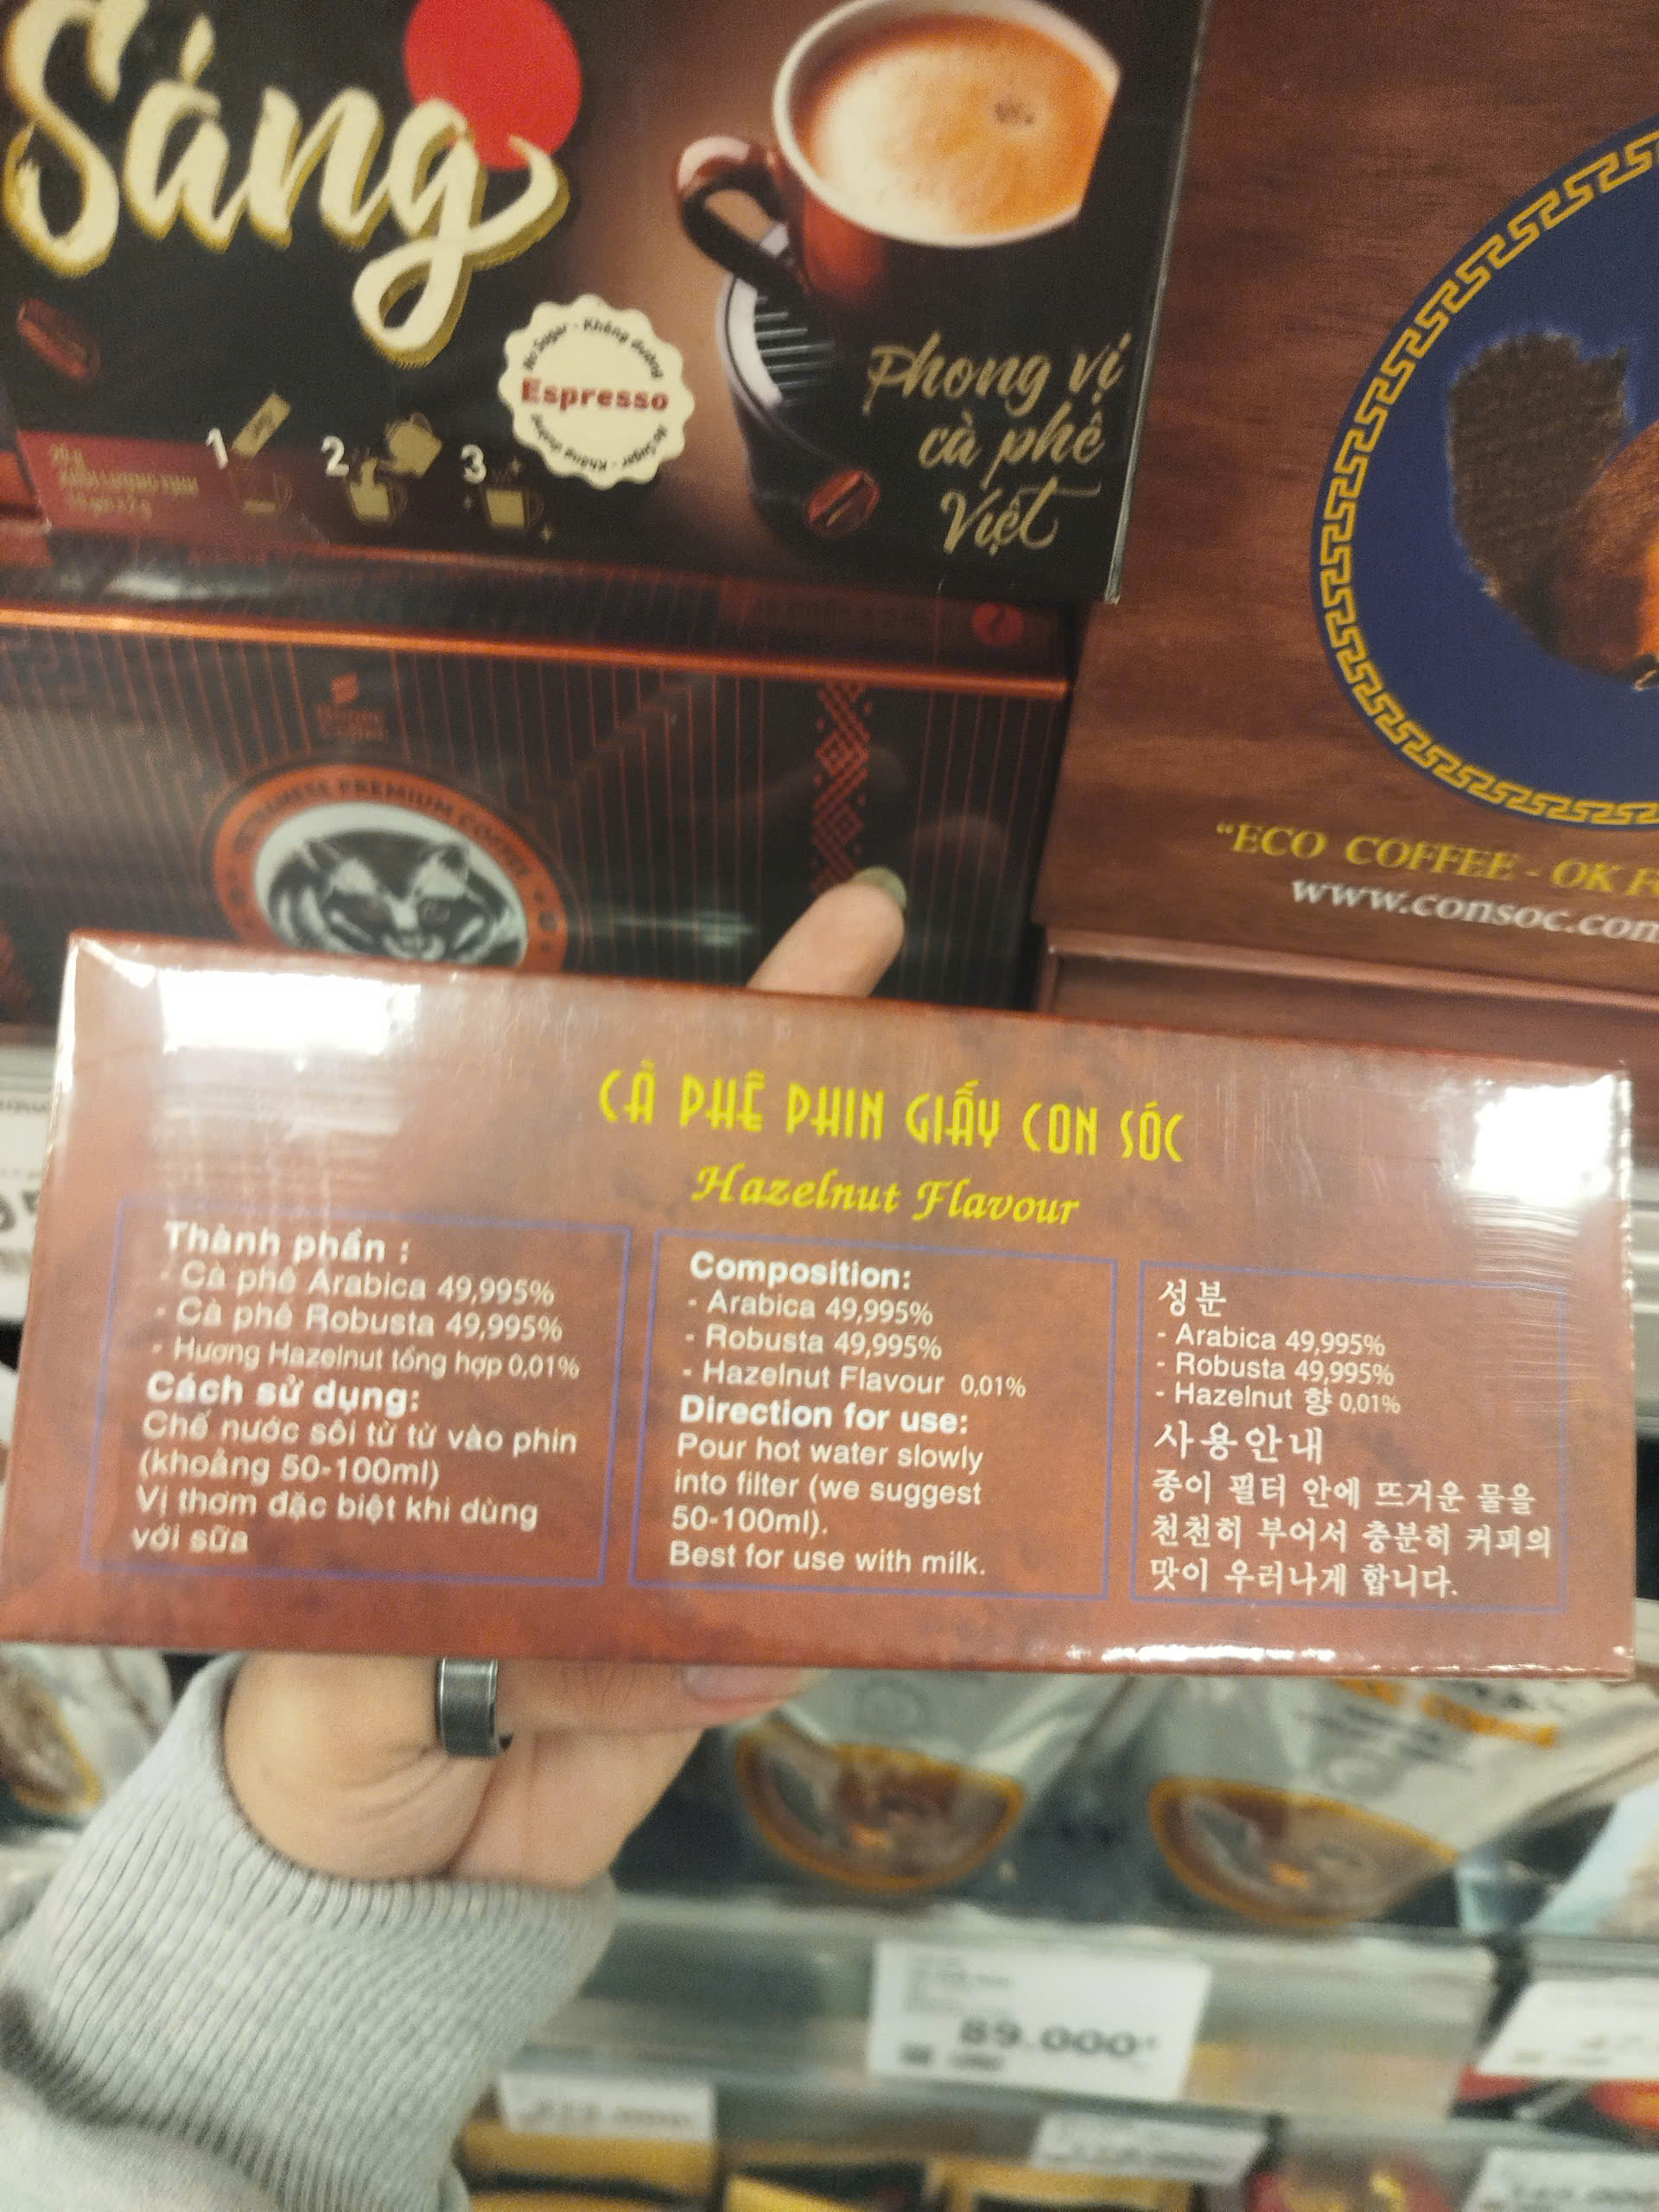 Sáng
No Sugar - Không đường
Espresso
No Sugar - Không đường
Phong vị
cà phê
Việt
1
2
3
PREMIUM COFFEE
"ECO COFFEE - OK
www.consoc.com
CÀ PHÊ PHIN GIẤY CON SÓC
Hazelnut Flavour
Thành phần :
- Cà phê Arabica 49,995%
- Cà phê Robusta 49,995%
- Hương Hazelnut tổng hợp 0,01%
Cách sử dụng:
Chế nước sôi từ từ vào phin
(khoảng 50-100ml)
Vị thơm đặc biệt khi dùng
với sữa
Composition:
- Arabica 49,995%
- Robusta 49,995%
- Hazelnut Flavour 0,01%
Direction for use:
Pour hot water slowly
into filter (we suggest
50-100ml).
Best for use with milk.
성분
- Arabica 49,995%
- Robusta 49,995%
- Hazelnut 향 0,01%
사용안내
종이 필터 안에 뜨거운 물을
천천히 부어서 충분히 커피의
맛이 우러나게 합니다.
89.000